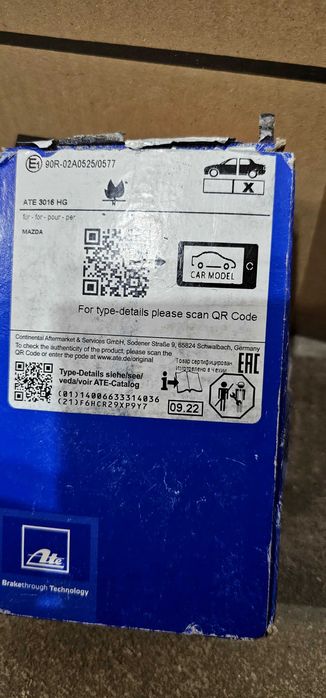 E1 90R-02A0525/0577
X
ATE 3016 HG
für - for - pour - per
MAZDA
CAR MODEL
For type-details please scan QR Code
Continental Aftermarket & Services GmbH, Sodener Straße 9, 65824 Schwalbach, Germany
To check the authenticity of the product, please scan the
QR Code or enter the code at www.ate.de/original
Товар сертифицирован
Изготовлено в Чехии
EAC
Type-Details siehe/see/
veda/voir ATE-Catalog
i
(01)14006633314036
(21)F6HCR29XP9Y7
09.22
Ate
Brakethrough Technology